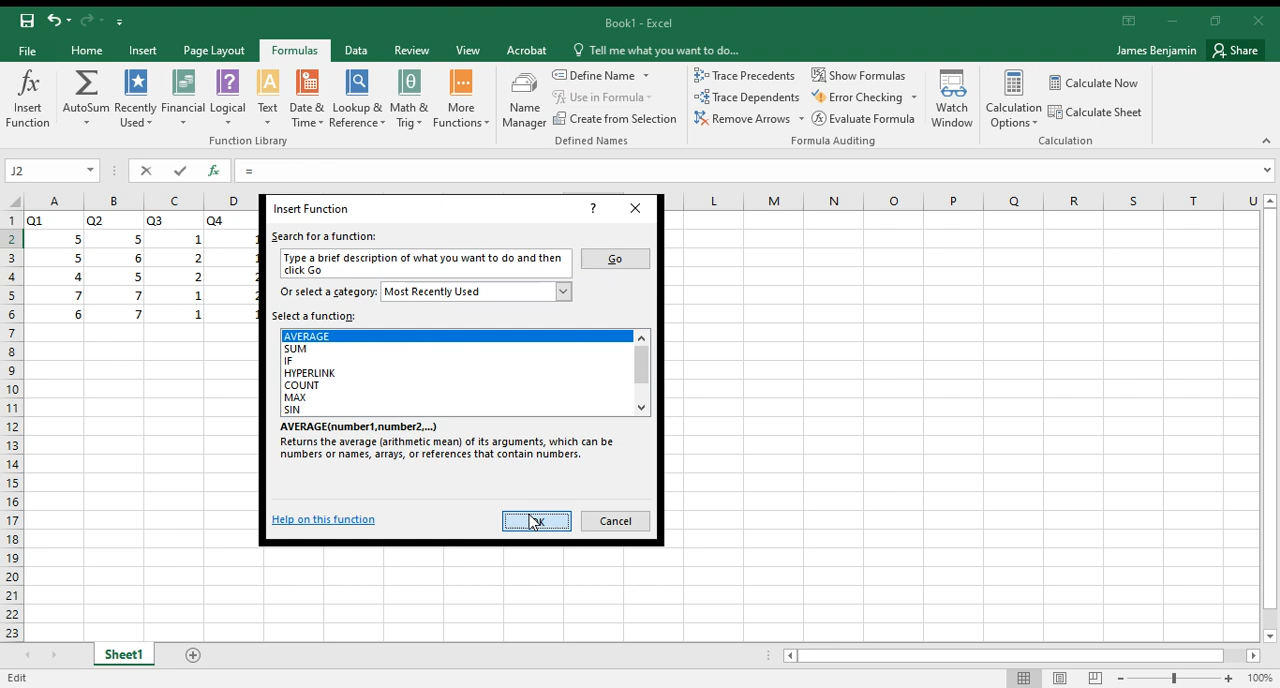 Book1 - Excel
File Home Insert Page Layout Formulas Data Review View Acrobat Tell me what you want to do... James Benjamin Share
Insert Function
AutoSum
Recently Used
Financial
Logical
Text
Date & Time
Lookup & Reference
Math & Trig
More Functions
Function Library
Name Manager
Define Name
Use in Formula
Create from Selection
Defined Names
Trace Precedents
Trace Dependents
Remove Arrows
Show Formulas
Error Checking
Evaluate Formula
Formula Auditing
Watch Window
Calculation Options
Calculate Now
Calculate Sheet
Calculation
J2 fx =
A B C D L M N O P Q R S T U
1 Q1 Q2 Q3 Q4
2 5 5 1
3 5 6 2
4 4 5 2
5 7 7 1
6 6 7 1
7
8
9
10
11
12
13
14
15
16
17
18
19
20
21
22
23
Insert Function ?
Search for a function:
Type a brief description of what you want to do and then
click Go
Go
Or select a category: Most Recently Used
Select a function:
AVERAGE
SUM
IF
HYPERLINK
COUNT
MAX
SIN
AVERAGE(number1,number2,...)
Returns the average (arithmetic mean) of its arguments, which can be
numbers or names, arrays, or references that contain numbers.
Help on this function
Cancel
Sheet1
Edit 100%